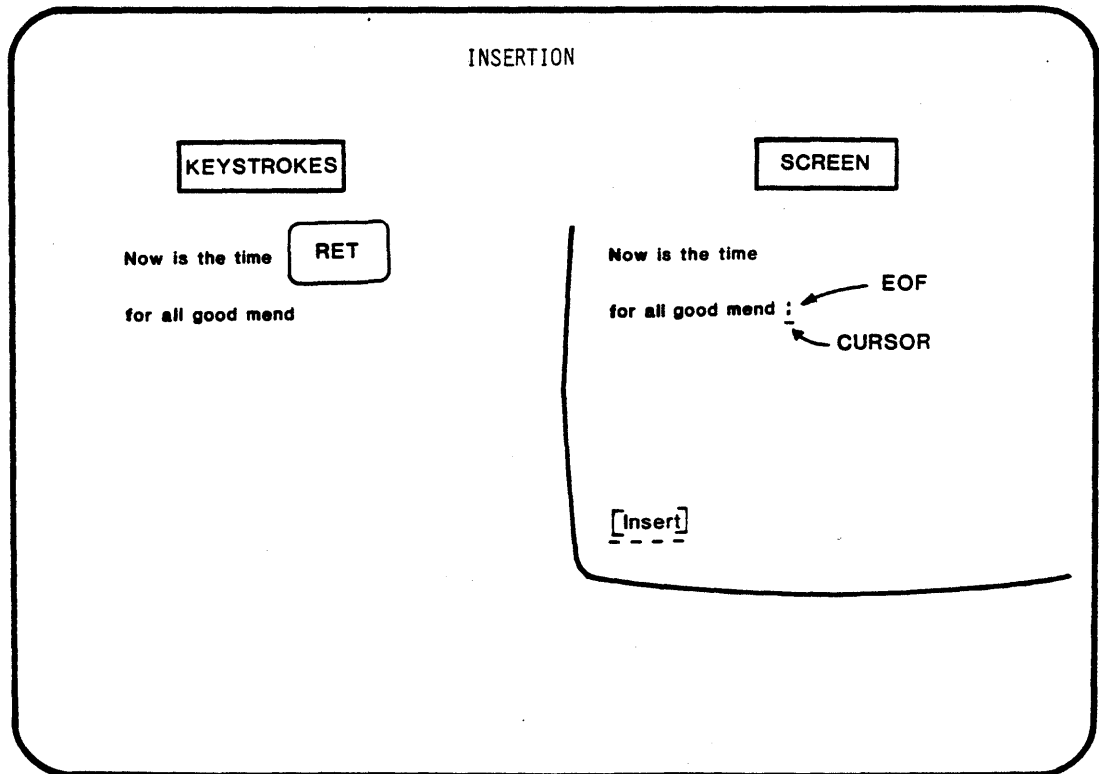 INSERTION
KEYSTROKES
Now is the time RET
for all good mend
SCREEN
Now is the time
for all good mend :
EOF
CURSOR
[Insert]